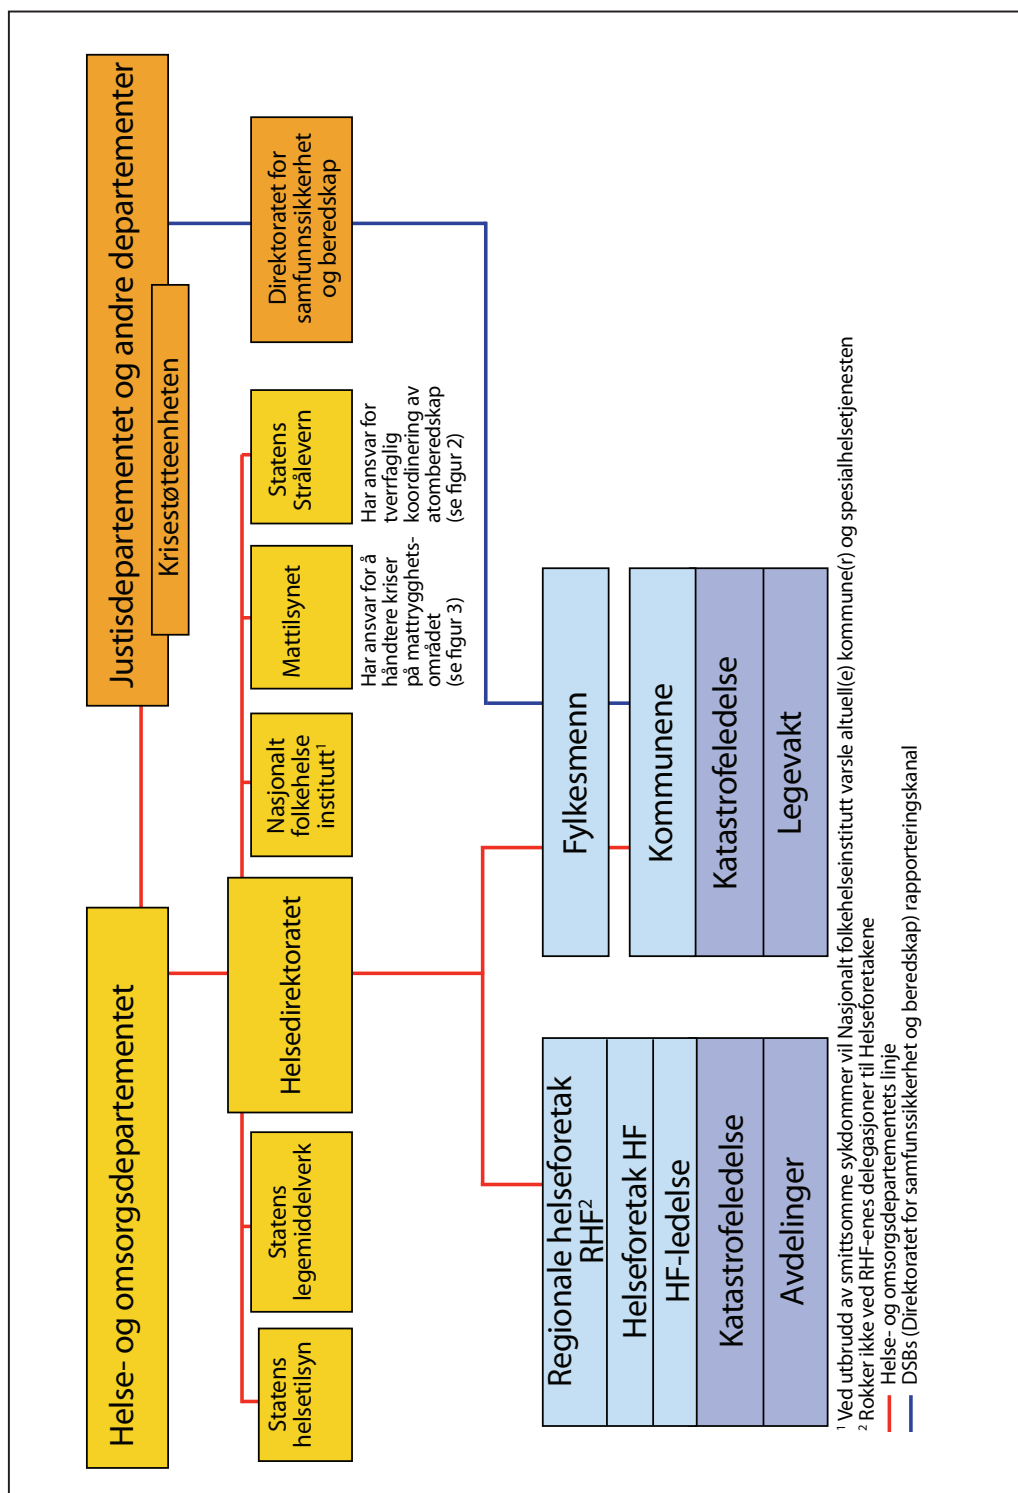 Helse- og omsorgsdepartementet
Justisdepartementet og andre departementer
Krisestøtteenheten
Statens
helsetilsyn
Statens
legemiddelverk
Helsedirektoratet
Nasjonalt
folkehelse
institutt¹
Mattilsynet
Har ansvar for å
håndtere kriser
på mattrygghets-
området
(se figur 3)
Statens
Strålevern
Har ansvar for
tverrfaglig
koordinering av
atomberedskap
(se figur 2)
Direktoratet for
samfunnssikkerhet
og beredskap
Regionale helseforetak
RHF²
Helseforetak HF
HF-ledelse
Katastrofeledelse
Avdelinger
Fylkesmenn
Kommunene
Katastrofeledelse
Legevakt
¹ Ved utbrudd av smittsomme sykdommer vil Nasjonalt folkehelseinstitutt varsle altuell(e) kommune(r) og spesialhelsetjenesten
² Rokker ikke ved RHF-enes delegasjoner til Helseforetakene
Helse- og omsorgsdepartementets linje
DSBs (Direktoratet for samfunssikkerhet og beredskap) rapporteringskanal